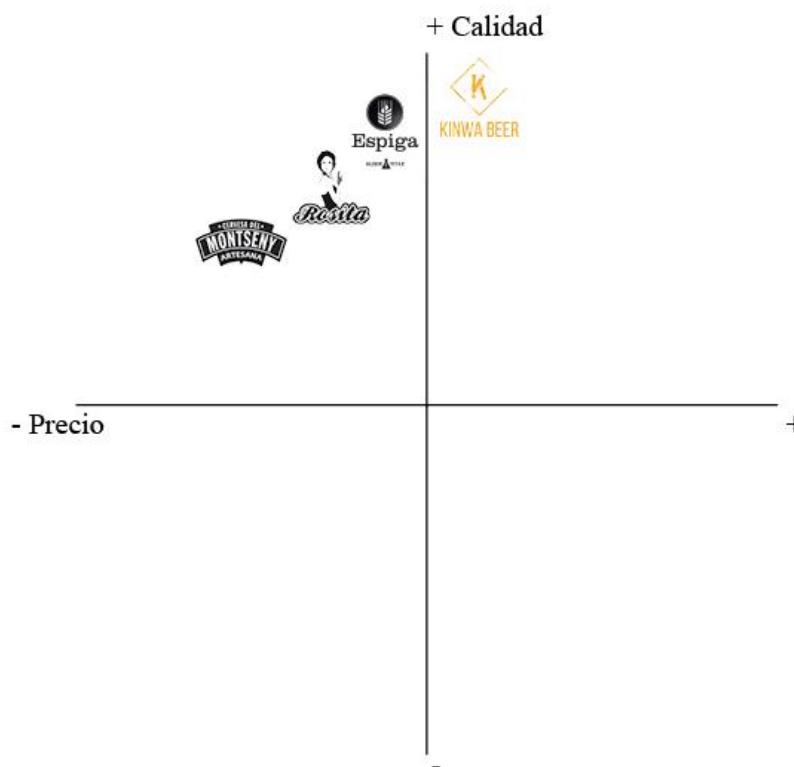 + Calidad
K
KINWA BEER
Espiga
Rosita
· CERVESA DEL ·
MONTSENY
ARTESANA
- Precio
+